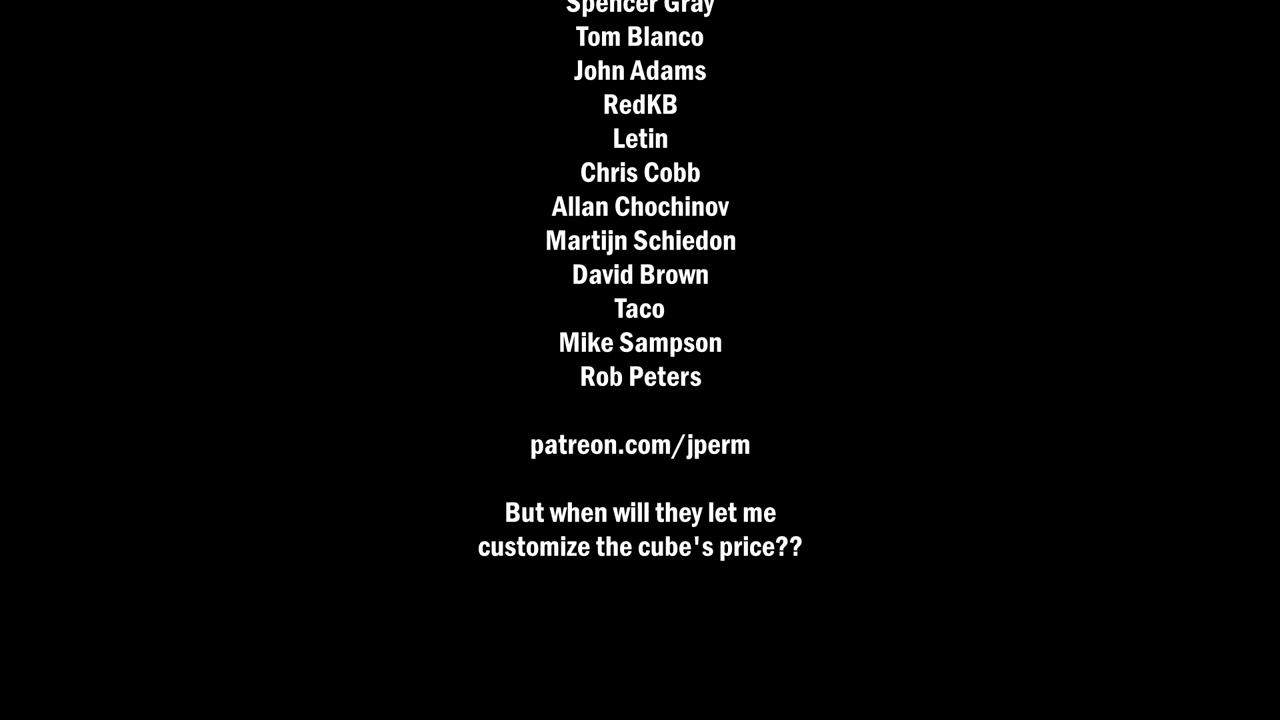 Spencer Gray
Tom Blanco
John Adams
RedKB
Letin
Chris Cobb
Allan Chochinov
Martijn Schiedon
David Brown
Taco
Mike Sampson
Rob Peters
patreon.com/jperm
But when will they let me
customize the cube's price??